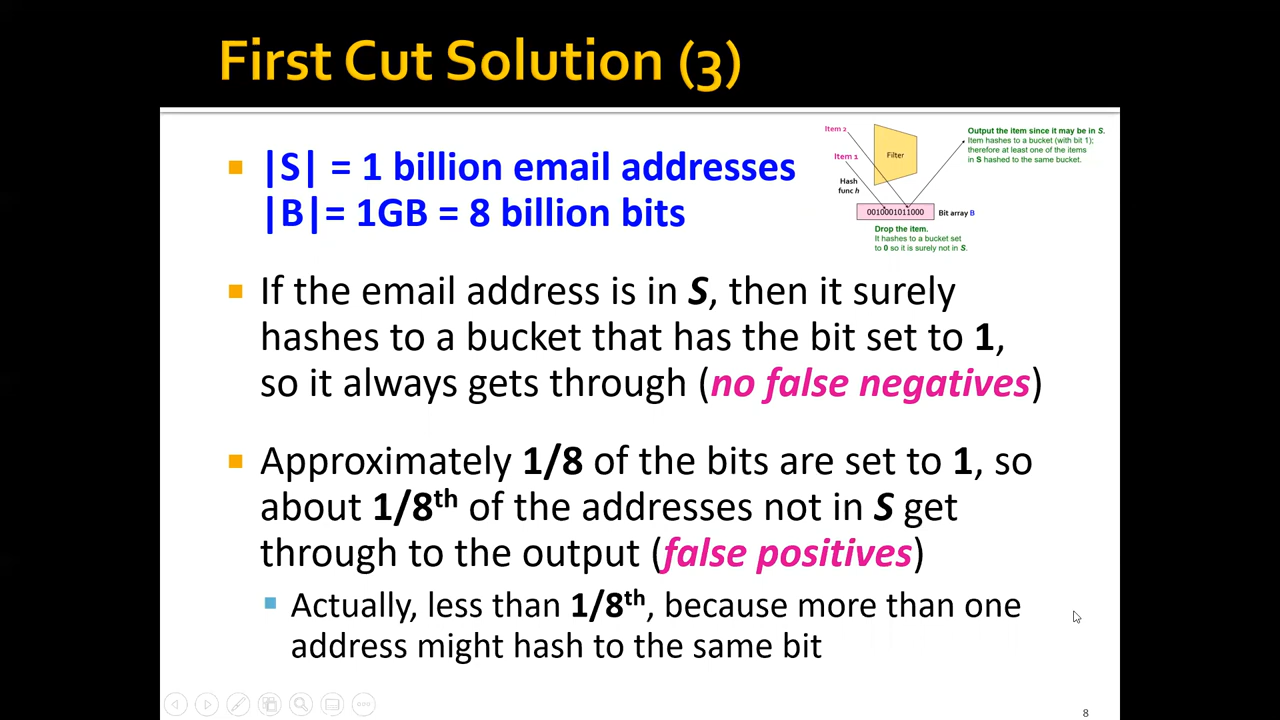 First Cut Solution (3)
|S| = 1 billion email addresses
|B|= 1GB = 8 billion bits
Item 2
Item 1
Filter
Hash
func h
0010001011000
Bit array B
Output the item since it may be in S.
Item hashes to a bucket (with bit 1);
therefore at least one of the items
in S hashed to the same bucket.
Drop the item.
It hashes to a bucket set
to 0 so it is surely not in S.
If the email address is in S, then it surely
hashes to a bucket that has the bit set to 1,
so it always gets through (no false negatives)
Approximately 1/8 of the bits are set to 1, so
about 1/8th of the addresses not in S get
through to the output (false positives)
Actually, less than 1/8th, because more than one
address might hash to the same bit
8